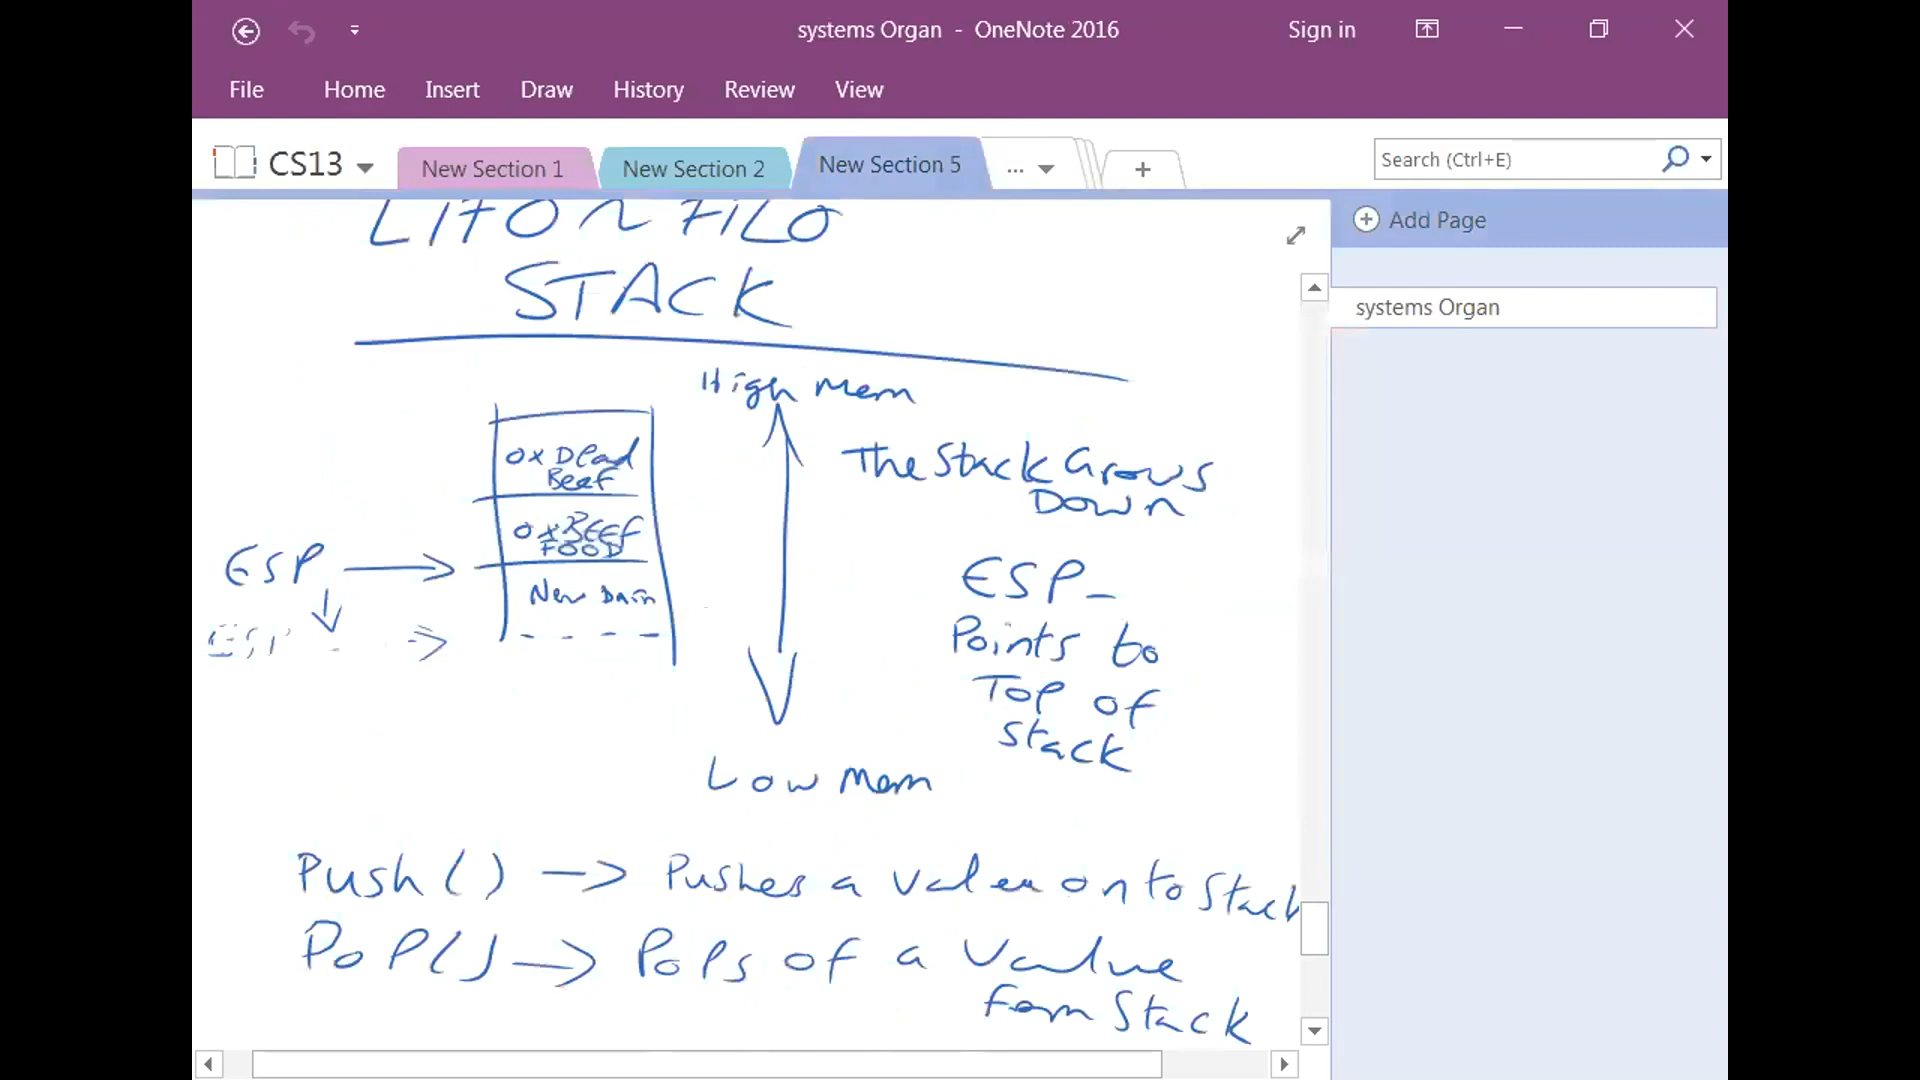 systems Organ - OneNote 2016
Sign in
File Home Insert Draw History Review View
CS13
New Section 1
New Section 2
New Section 5
...
Search (Ctrl+E)
Add Page
systems Organ
LIFO ~ FILO
STACK
High Mem
0x Dead
Beef
The Stack Grows
Down
0xBEEF
FOOD
ESP
New Data
ESP
ESP -
Points to
Top of
Stack
Low Mem
Push() -> Pushes a value onto Stack
PoP() -> Pops of a value
form Stack